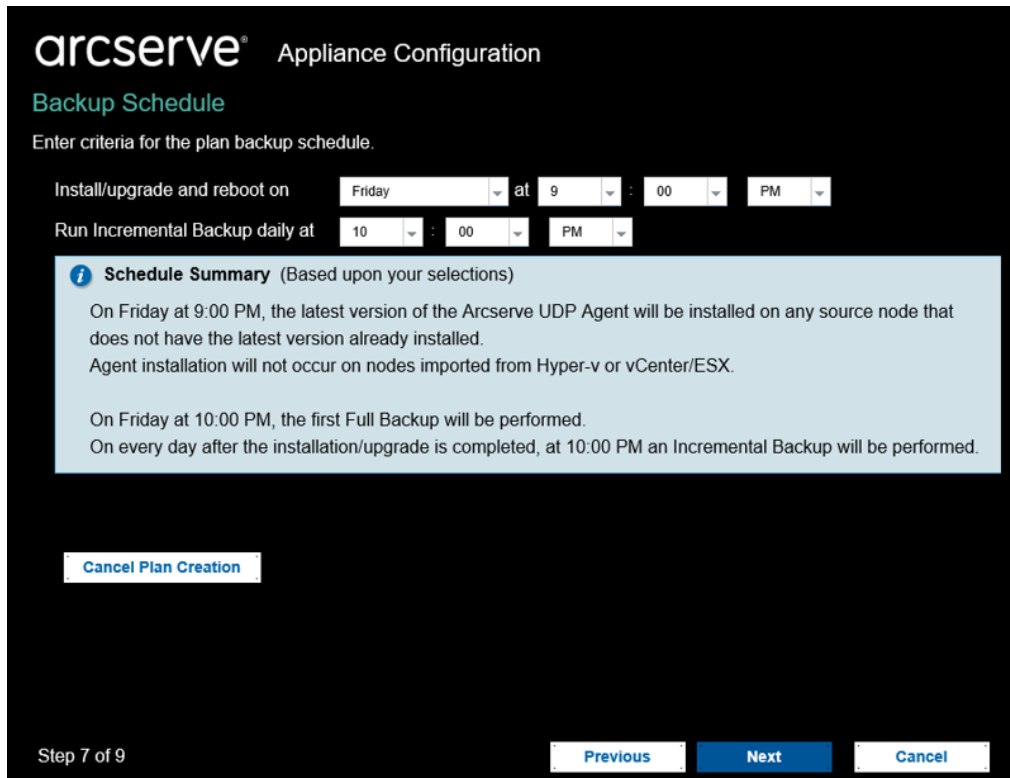 arcserve® Appliance Configuration
Backup Schedule
Enter criteria for the plan backup schedule.
Install/upgrade and reboot on Friday at 9 : 00 PM
Run Incremental Backup daily at 10 : 00 PM
i Schedule Summary (Based upon your selections)
On Friday at 9:00 PM, the latest version of the Arcserve UDP Agent will be installed on any source node that
does not have the latest version already installed.
Agent installation will not occur on nodes imported from Hyper-v or vCenter/ESX.
On Friday at 10:00 PM, the first Full Backup will be performed.
On every day after the installation/upgrade is completed, at 10:00 PM an Incremental Backup will be performed.
Cancel Plan Creation
Step 7 of 9 Previous Next Cancel